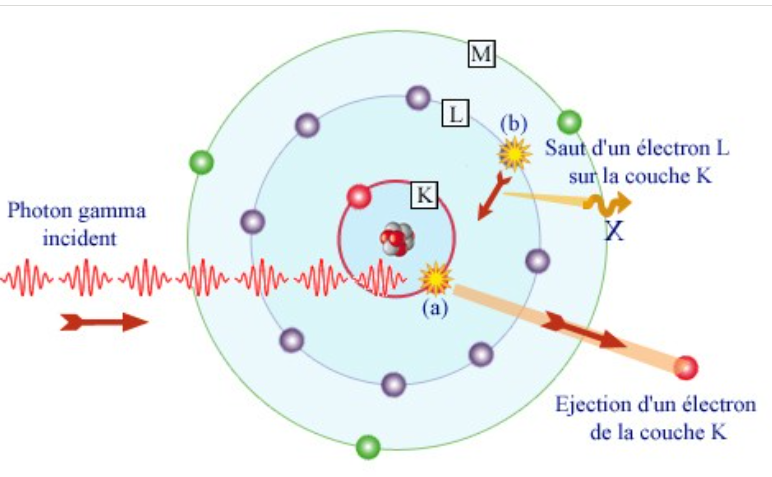 M
L
(b)
Saut d'un électron L
sur la couche K
K
Photon gamma
incident
X
(a)
Ejection d'un électron
de la couche K